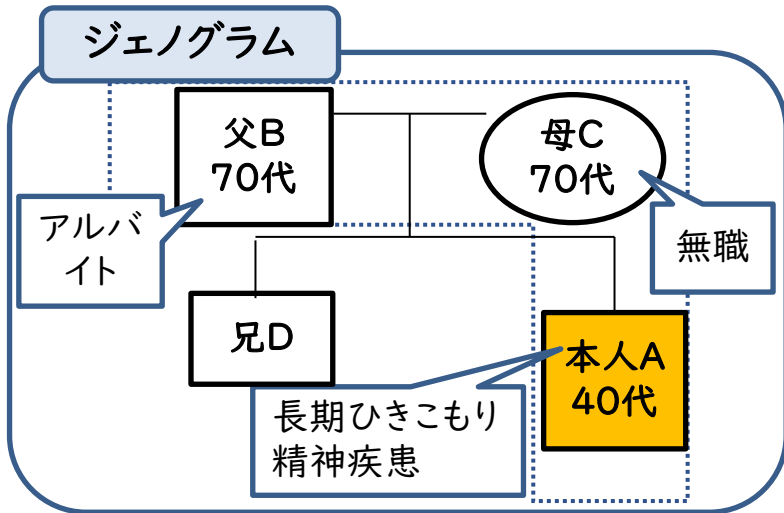 ジェノグラム
父B
70代
母C
70代
アルバ
イト
無職
兄D
本人A
40代
長期ひきこもり
精神疾患